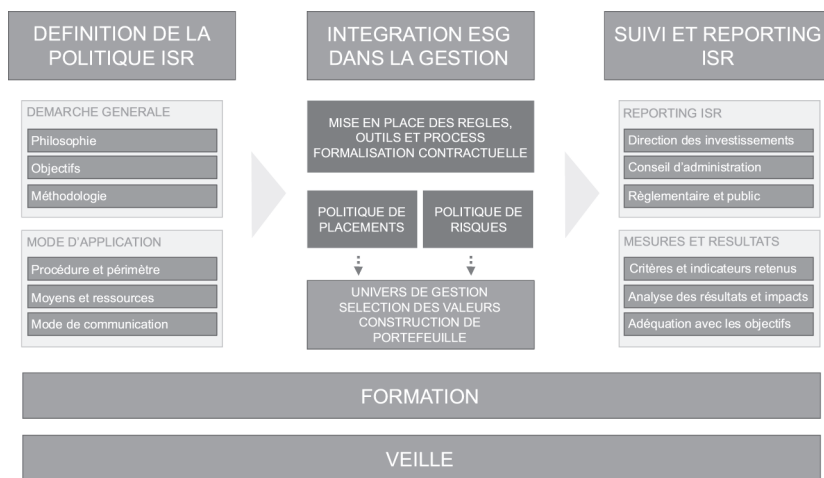 DEFINITION DE LA
POLITIQUE ISR
DEMARCHE GENERALE
Philosophie
Objectifs
Méthodologie
MODE D'APPLICATION
Procédure et périmètre
Moyens et ressources
Mode de communication
INTEGRATION ESG
DANS LA GESTION
MISE EN PLACE DES REGLES,
OUTILS ET PROCESS
FORMALISATION CONTRACTUELLE
POLITIQUE DE
PLACEMENTS
POLITIQUE DE
RISQUES
UNIVERS DE GESTION
SELECTION DES VALEURS
CONSTRUCTION DE
PORTEFEUILLE
SUIVI ET REPORTING
ISR
REPORTING ISR
Direction des investissements
Conseil d'administration
Règlementaire et public
MESURES ET RESULTATS
Critères et indicateurs retenus
Analyse des résultats et impacts
Adéquation avec les objectifs
FORMATION
VEILLE